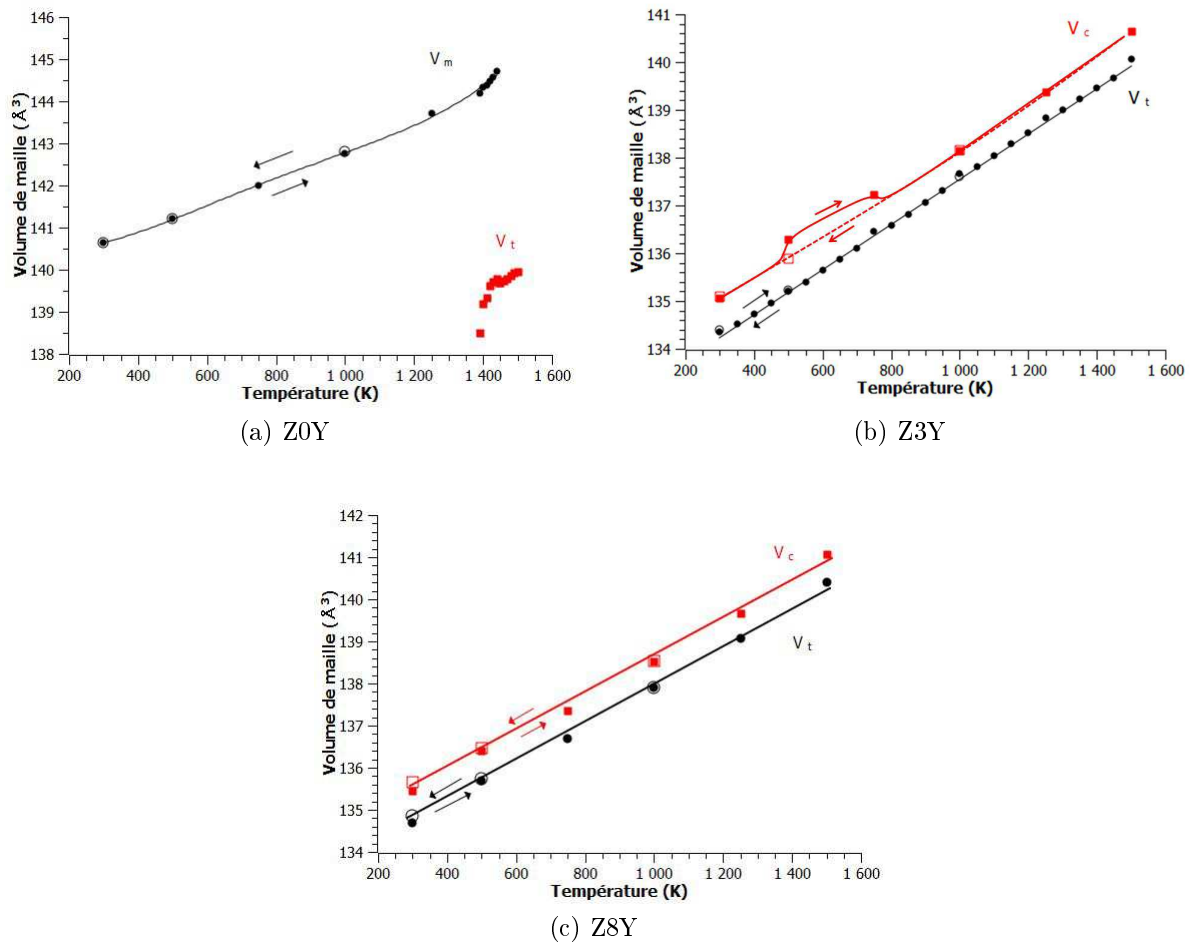 146
145
144
143
142
141
140
139
138
Volume de maille (Å³)
V m
V t
200 400 600 800 1 000 1 200 1 400 1 600
Température (K)
(a) Z0Y
141
140
139
138
137
136
135
134
Volume de maille (Å³)
V c
V t
200 400 600 800 1 000 1 200 1 400 1 600
Température (K)
(b) Z3Y
142
141
140
139
138
137
136
135
134
Volume de maille (Å³)
V c
V t
200 400 600 800 1 000 1 200 1 400 1 600
Température (K)
(c) Z8Y